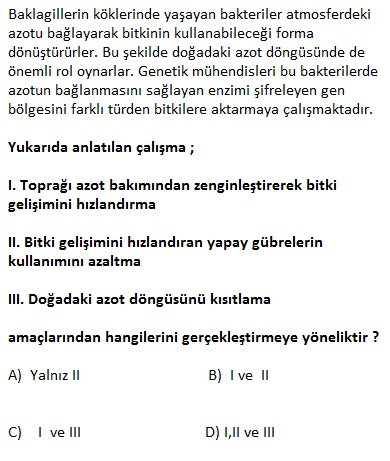 Baklagillerin köklerinde yaşayan bakteriler atmosferdeki
azotu bağlayarak bitkinin kullanabileceği forma
dönüştürürler. Bu şekilde doğadaki azot döngüsünde de
önemli rol oynarlar. Genetik mühendisleri bu bakterilerde
azotun bağlanmasını sağlayan enzimi şifreleyen gen
bölgesini farklı türden bitkilere aktarmaya çalışmaktadır.
Yukarıda anlatılan çalışma ;
I. Toprağı azot bakımından zenginleştirerek bitki
gelişimini hızlandırma
II. Bitki gelişimini hızlandıran yapay gübrelerin
kullanımını azaltma
III. Doğadaki azot döngüsünü kısıtlama
amaçlarından hangilerini gerçekleştirmeye yöneliktir ?
A) Yalnız II B) I ve II
C) I ve III D) I,II ve III